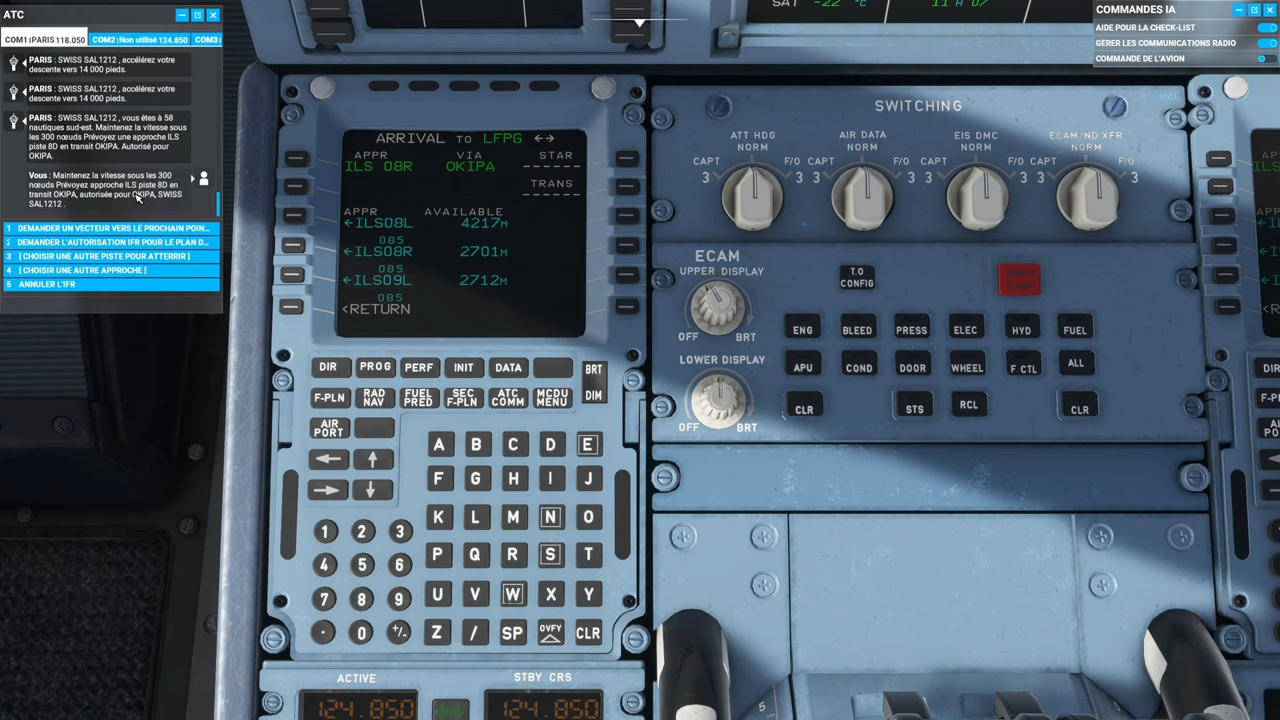 ATC
COM1 | PARIS 118.050
COM2 | Non utilisé 124.850
COM3
PARIS : SWISS SAL1212 , accélérez votre
descente vers 14 000 pieds.
PARIS : SWISS SAL1212 , accélérez votre
descente vers 14 000 pieds.
PARIS : SWISS SAL1212 , vous êtes à 58
nautiques sud-est. Maintenez la vitesse sous
les 300 nœuds Prévoyez une approche ILS
piste 8D en transit OKIPA. Autorisé pour
OKIPA.
Vous : Maintenez la vitesse sous les 300
nœuds Prévoyez approche ILS piste 8D en
transit OKIPA, autorisée pour OKIPA, SWISS
SAL1212 .
1 DEMANDER UN VECTEUR VERS LE PROCHAIN POIN...
2 DEMANDER L'AUTORISATION IFR POUR LE PLAN D...
3 [ CHOISIR UNE AUTRE PISTE POUR ATTERRIR ]
4 [ CHOISIR UNE AUTRE APPROCHE ]
5 ANNULER L'IFR
SAT -22 °C
11 H 07
COMMANDES IA
AIDE POUR LA CHECK-LIST
GERER LES COMMUNICATIONS RADIO
COMMANDE DE L'AVION
ARRIVAL TO LFPG ←→
APPR VIA STAR
ILS 08R OKIPA ------
TRANS
------
APPR AVAILABLE
←ILS08L 4217M
085
←ILS08R 2701M
085
←ILS09L 2712M
085
<RETURN
DIR PROG PERF INIT DATA
BRT
DIM
F-PLN
RAD
NAV
FUEL
PRED
SEC
F-PLN
ATC
COMM
MCDU
MENU
AIR
PORT
← ↑
→ ↓
A B C D E
F G H I J
K L M N O
P Q R S T
U V W X Y
Z / SP OVFY CLR
1 2 3
4 5 6
7 8 9
. 0 +/-
ACTIVE STBY CRS
124.850 124.850
SWITCHING
ATT HDG
NORM
AIR DATA
NORM
EIS DMC
NORM
ECAM/ND XFR
NORM
CAPT F/O CAPT F/O CAPT F/O CAPT F/O
3 3 3 3 3
ECAM
UPPER DISPLAY
OFF BRT
LOWER DISPLAY
OFF BRT
T.O
CONFIG
ENG BLEED PRESS ELEC HYD FUEL
APU COND DOOR WHEEL F CTL ALL
CLR STS RCL CLR
DIR
F-PL
5